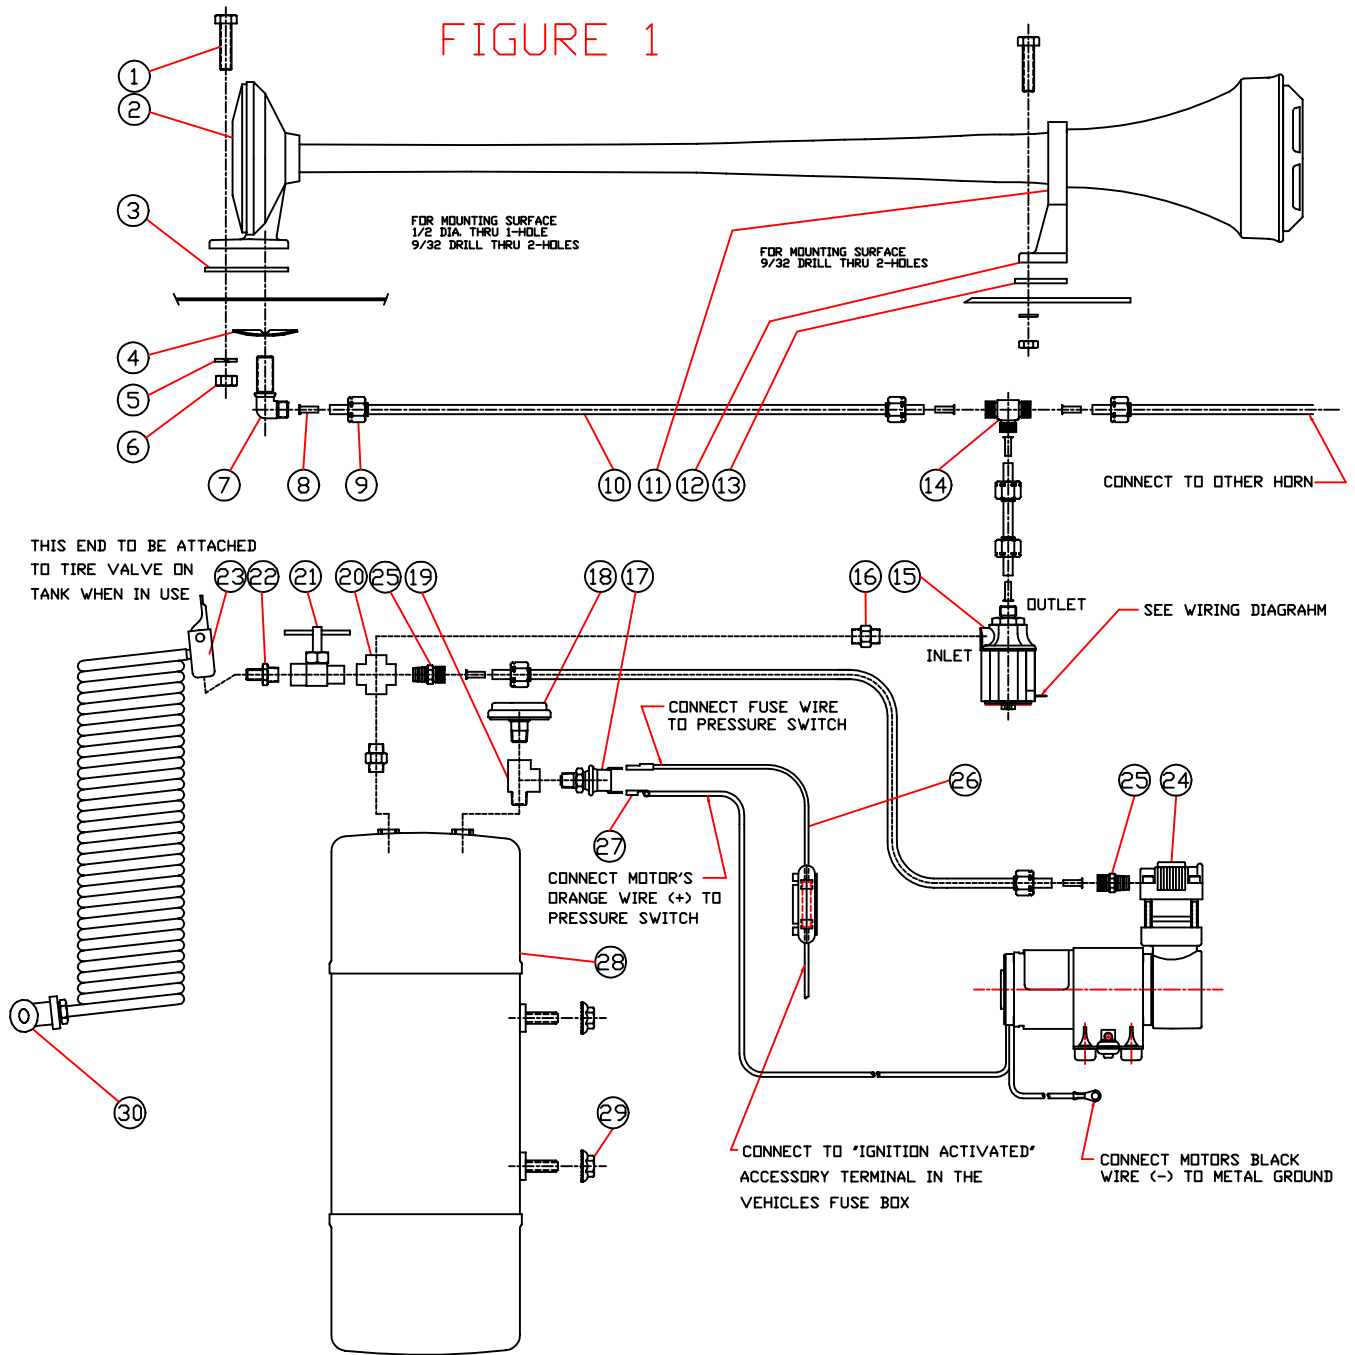 FIGURE 1
1
2
3
FOR MOUNTING SURFACE
1/2 DIA. THRU 1-HOLE
9/32 DRILL THRU 2-HOLES
FOR MOUNTING SURFACE
9/32 DRILL THRU 2-HOLES
4
5
6
7
8
9
10
11
12
13
14
CONNECT TO OTHER HORN
THIS END TO BE ATTACHED
TO TIRE VALVE ON
TANK WHEN IN USE
23
22
21
20
25
19
18
17
16
15
OUTLET
INLET
SEE WIRING DIAGRAHM
CONNECT FUSE WIRE
TO PRESSURE SWITCH
26
25
24
27
CONNECT MOTOR'S
ORANGE WIRE (+) TO
PRESSURE SWITCH
28
30
29
CONNECT TO "IGNITION ACTIVATED"
ACCESSORY TERMINAL IN THE
VEHICLES FUSE BOX
CONNECT MOTORS BLACK
WIRE (-) TO METAL GROUND